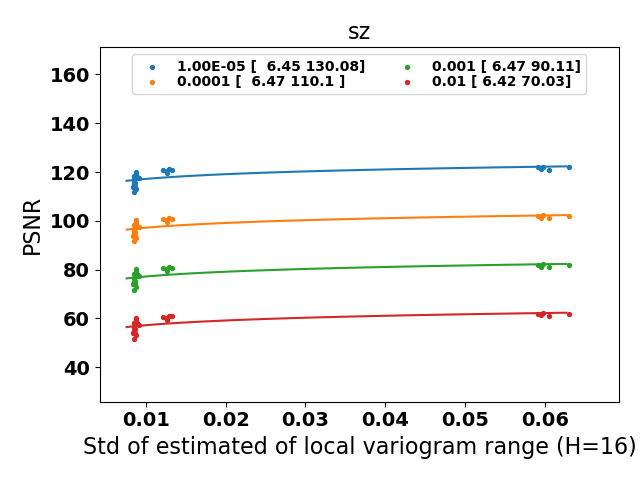 sz
1.00E-05 [  6.45 130.08]
0.0001 [  6.47 110.1 ]
0.001 [ 6.47 90.11]
0.01 [ 6.42 70.03]
PSNR
160
140
120
100
80
60
40
0.01 0.02 0.03 0.04 0.05 0.06
Std of estimated of local variogram range (H=16)